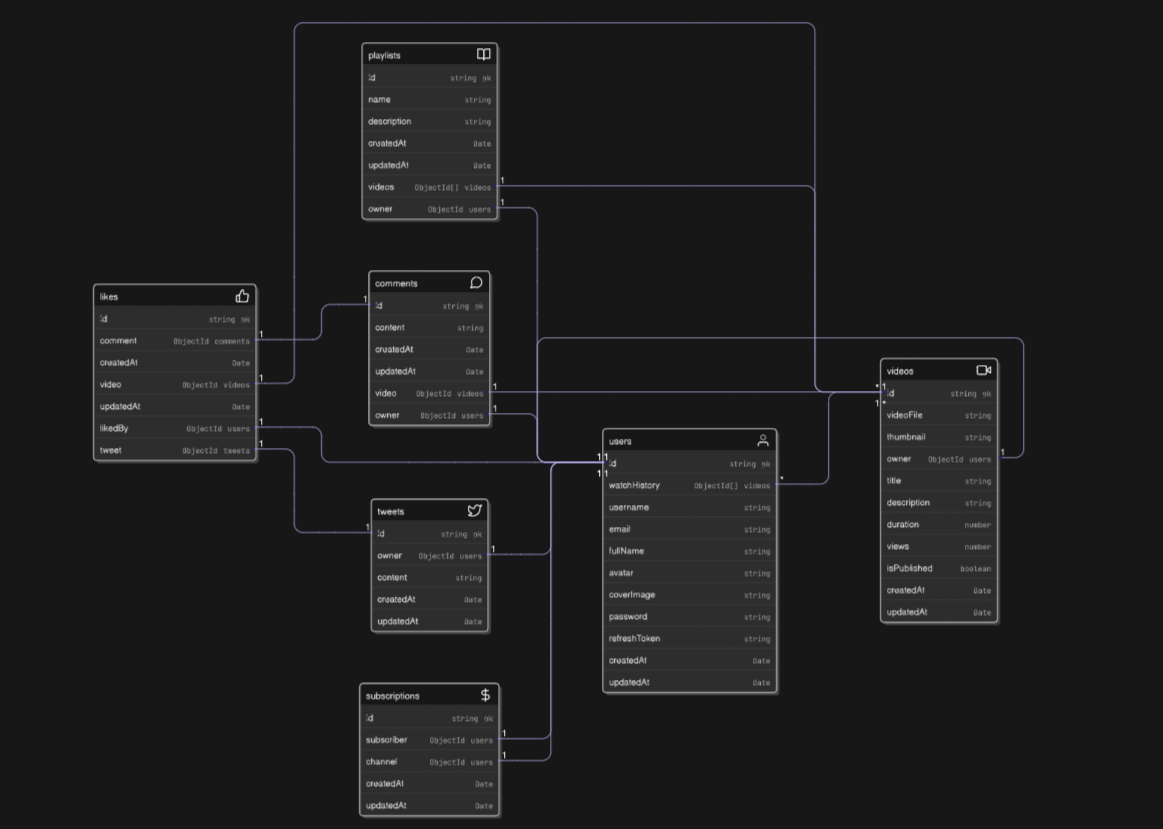 playlists
id string pk
name string
description string
createdAt Date
updatedAt Date
videos ObjectId[] videos 1
owner ObjectId users 1
likes
id string pk
comment ObjectId comments 1
createdAt Date
video ObjectId videos 1
updatedAt Date
likedBy ObjectId users 1
tweet ObjectId tweets 1
comments
1 id string pk
content string
createdAt Date
updatedAt Date
video ObjectId videos 1
owner ObjectId users 1
tweets
1 id string pk
owner ObjectId users 1
content string
createdAt Date
updatedAt Date
subscriptions
id string pk
subscriber ObjectId users 1
channel ObjectId users 1
createdAt Date
updatedAt Date
users
1 1
id string pk
1 1
watchHistory ObjectId[] videos *
username string
email string
fullName string
avatar string
coverImage string
password string
refreshToken string
createdAt Date
updatedAt Date
videos
* 1
id string pk
1 *
videoFile string
thumbnail string
owner ObjectId users 1
title string
description string
duration number
views number
isPublished boolean
createdAt Date
updatedAt Date